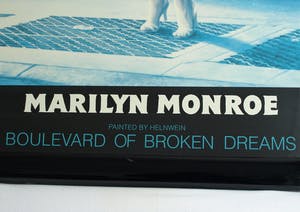 MARILYN MONROE
PAINTED BY HELNWEIN
BOULEVARD OF BROKEN DREAMS